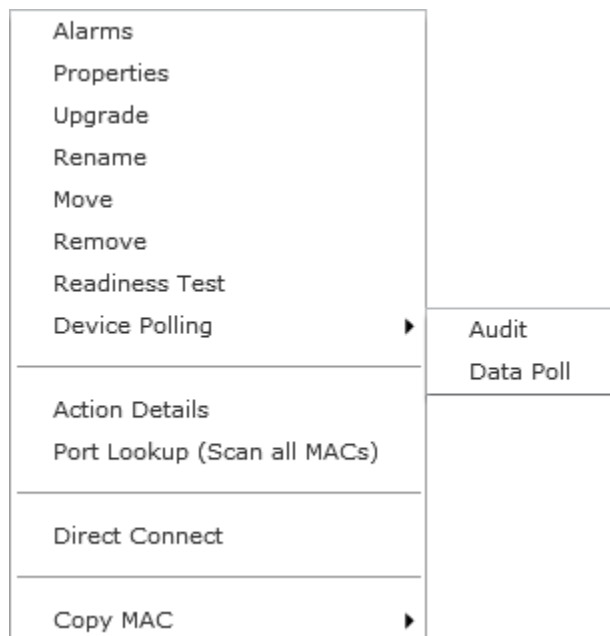 Alarms
Properties
Upgrade
Rename
Move
Remove
Readiness Test
Device Polling
Audit
Data Poll
Action Details
Port Lookup (Scan all MACs)
Direct Connect
Copy MAC